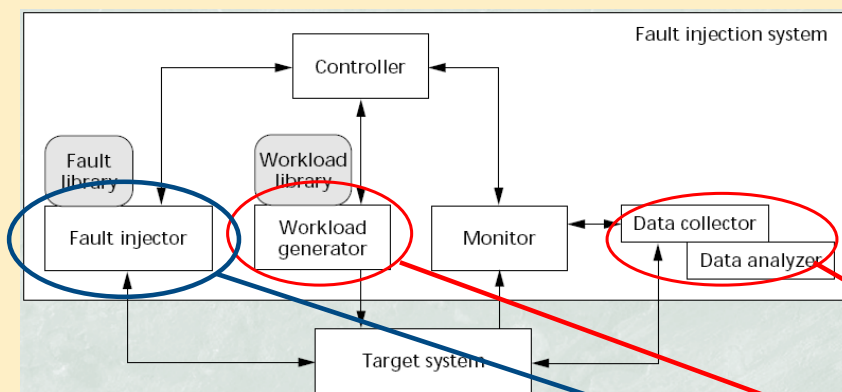 Fault injection system
Controller
Fault
library
Workload
library
Fault injector
Workload
generator
Monitor
Data collector
Data analyzer
Target system